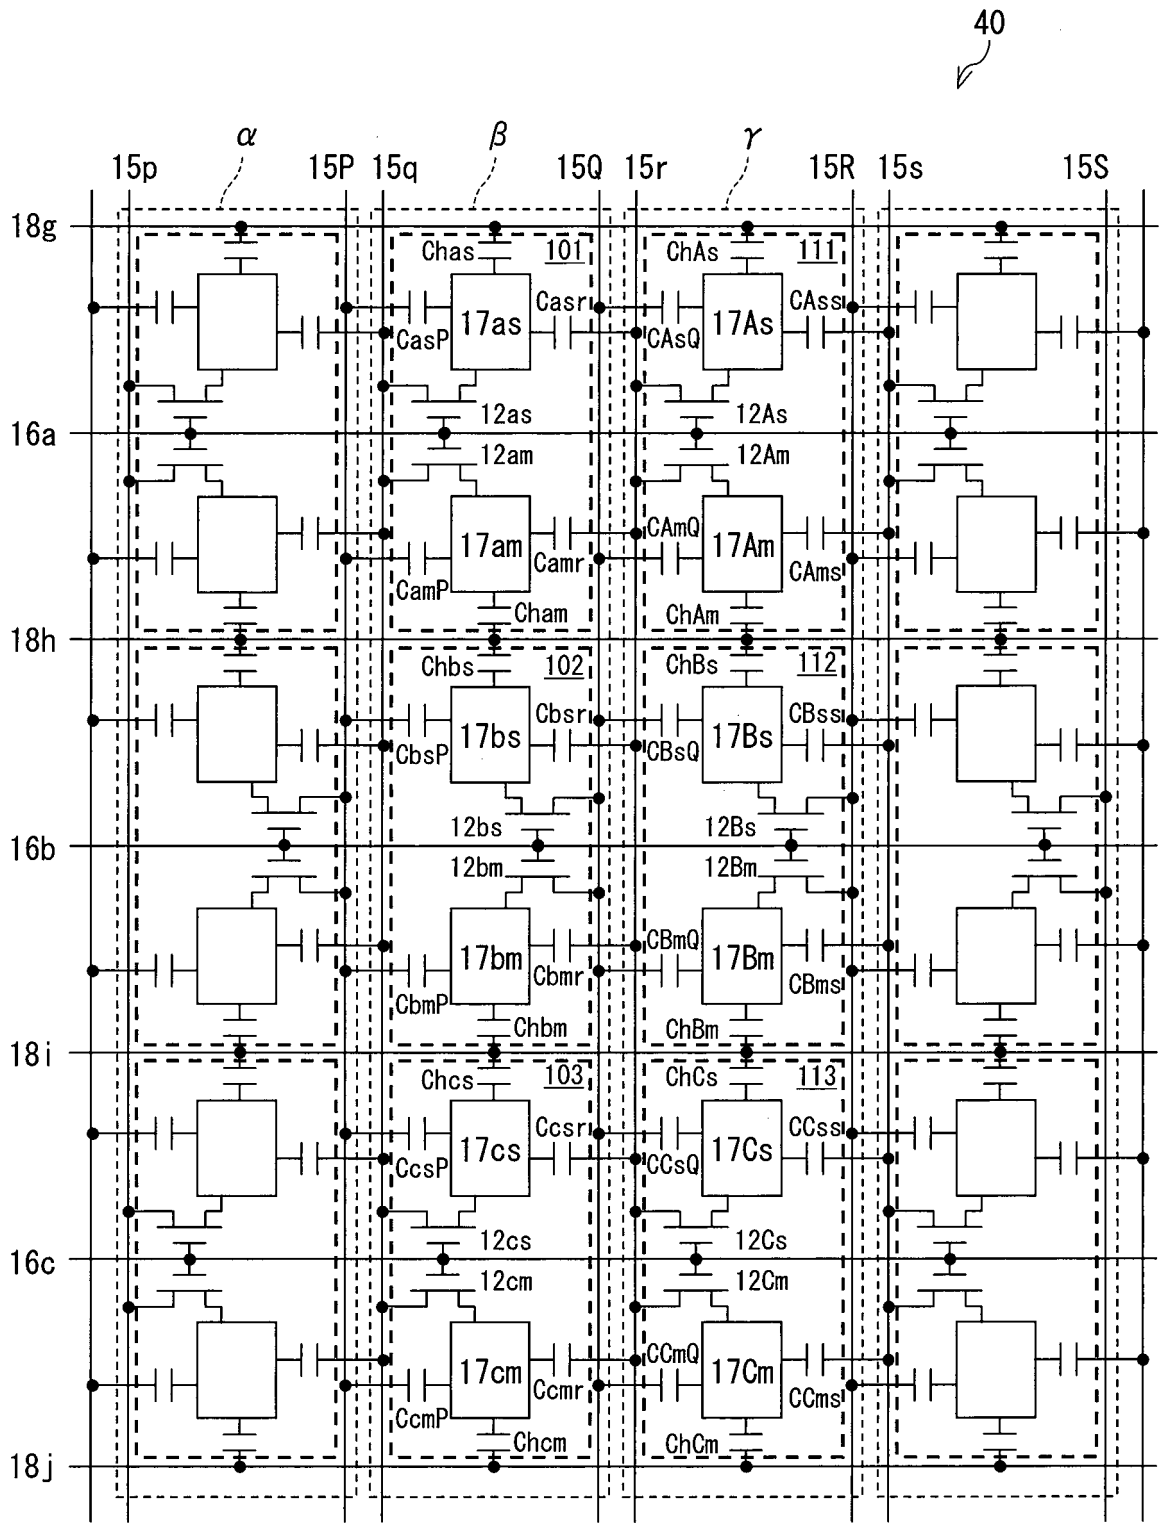 40
α β γ
15p 15P 15q 15Q 15r 15R 15s 15S
18g
Chas 101 ChAs 111
17as Casr 17As CAss
CasP CAsQ
12as 12As
16a
12am 12Am
CAmQ
17am 17Am
CamP Camr CAms
Cham ChAm
18h
Chbs 102 ChBs 112
Cbsr CBss
17bs 17Bs
CbsP CBsQ
12bs 12Bs
16b
12bm 12Bm
CBmQ
17bm 17Bm
CbmP Cbmr CBms
Chbm ChBm
18i
Chcs 103 ChCs 113
Ccsr CCss
17cs 17Cs
CcsP CCsQ
12cs 12Cs
16c
12cm 12Cm
CCmQ
17cm 17Cm
CcmP Ccmr CCms
Chcm ChCm
18j